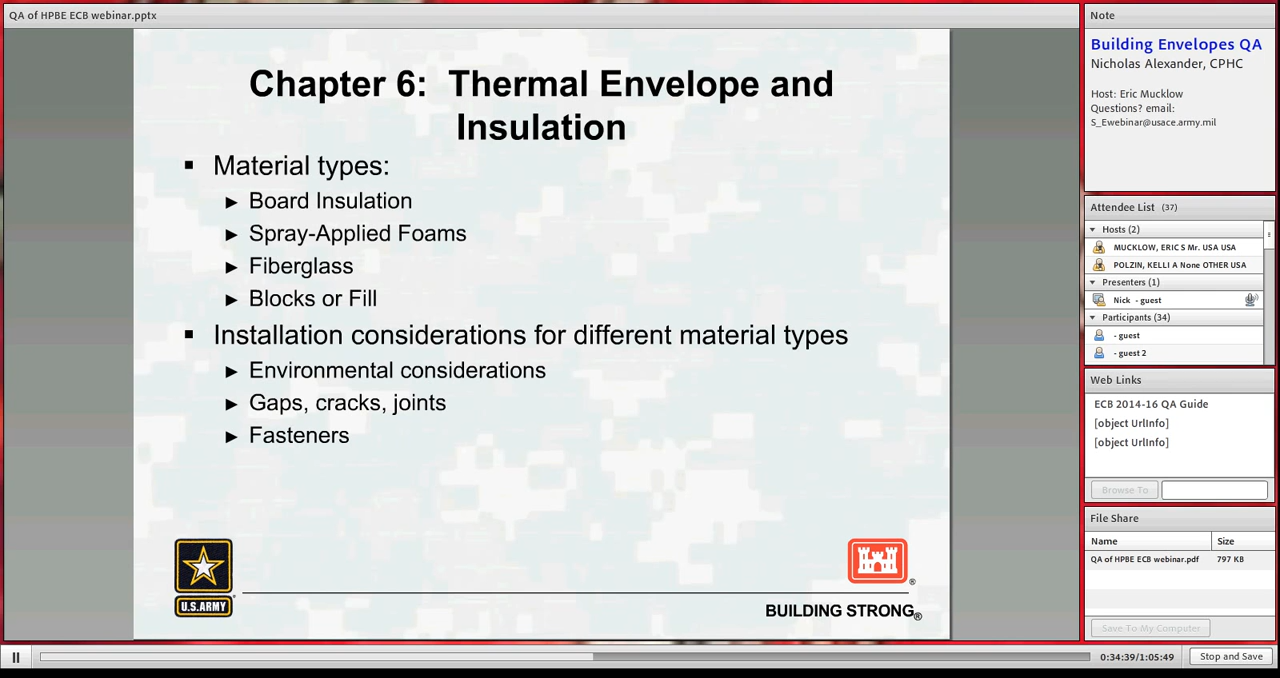 QA of HPBE ECB webinar.pptx
Chapter 6: Thermal Envelope and
Insulation
▪ Material types:
► Board Insulation
► Spray-Applied Foams
► Fiberglass
► Blocks or Fill
▪ Installation considerations for different material types
► Environmental considerations
► Gaps, cracks, joints
► Fasteners
U.S.ARMY
®
BUILDING STRONG®
Note
Building Envelopes QA
Nicholas Alexander, CPHC
Host: Eric Mucklow
Questions? email:
S_Ewebinar@usace.army.mil
Attendee List (37)
Hosts (2)
MUCKLOW, ERIC S Mr. USA USA
POLZIN, KELLI A None OTHER USA
Presenters (1)
Nick - guest
Participants (34)
- guest
- guest 2
Web Links
ECB 2014-16 QA Guide
[object UrlInfo]
[object UrlInfo]
Browse To
File Share
Name Size
QA of HPBE ECB webinar.pdf 797 KB
Save To My Computer
0:34:39/1:05:49 Stop and Save